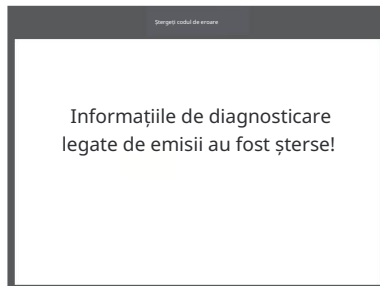 Ștergeți codul de eroare
Informațiile de diagnosticare
legate de emisii au fost șterse!